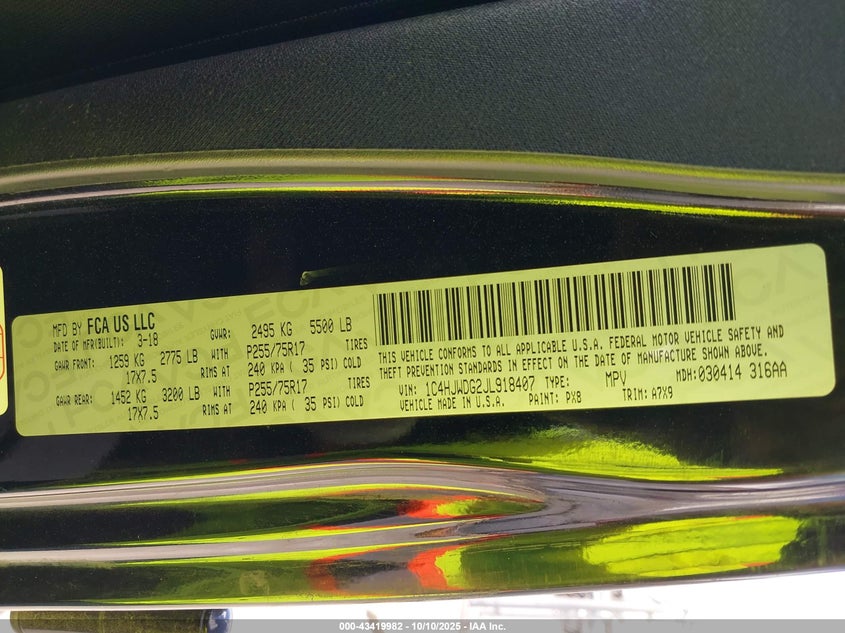 MFD BY FCA US LLC
DATE OF MFR(BUILT): 3-18 GVWR: 2495 KG 5500 LB
GAWR FRONT: 1259 KG 2775 LB WITH P255/75R17 TIRES
17X7.5 RIMS AT 240 KPA ( 35 PSI) COLD
GAWR REAR: 1452 KG 3200 LB WITH P255/75R17 TIRES
17X7.5 RIMS AT 240 KPA ( 35 PSI) COLD
THIS VEHICLE CONFORMS TO ALL APPLICABLE U.S.A. FEDERAL MOTOR VEHICLE SAFETY AND
THEFT PREVENTION STANDARDS IN EFFECT ON THE DATE OF MANUFACTURE SHOWN ABOVE.
VIN: 1C4HJWDG2JL918407 TYPE: MPV MDH:030414 316AA
VEHICLE MADE IN U.S.A. PAINT: PX8 TRIM: A7X9
000-43419982 - 10/10/2025 - IAA Inc.